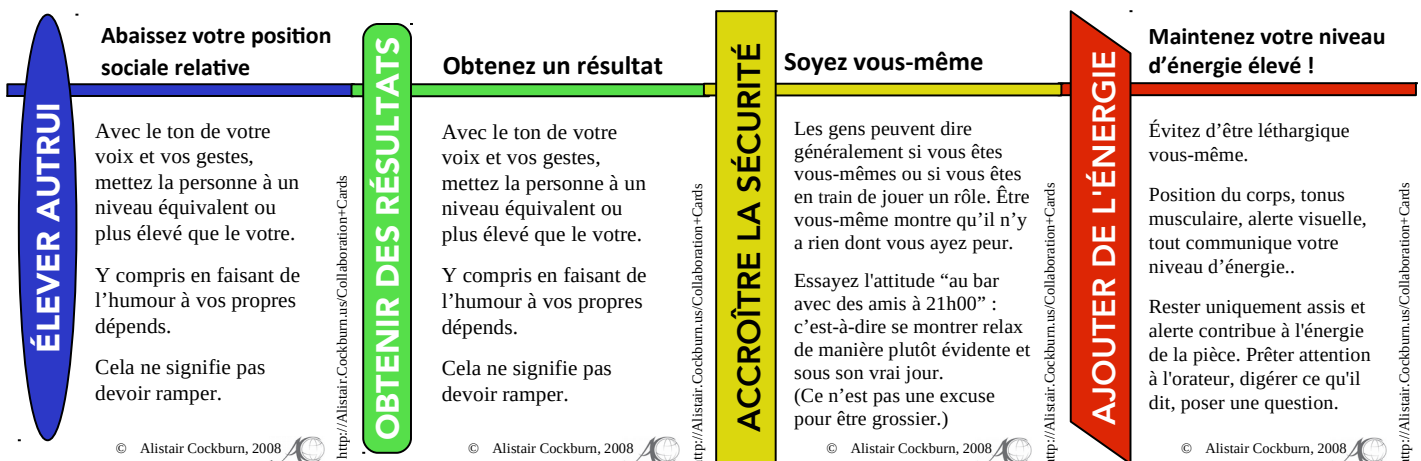 ÉLEVER AUTRUI
Abaissez votre position
sociale relative
Avec le ton de votre
voix et vos gestes,
mettez la personne à un
niveau équivalent ou
plus élevé que le votre.
Y compris en faisant de
l’humour à vos propres
dépends.
Cela ne signifie pas
devoir ramper.
© Alistair Cockburn, 2008
http://Alistair.Cockburn.us/Collaboration+Cards
OBTENIR DES RÉSULTATS
Obtenez un résultat
Avec le ton de votre
voix et vos gestes,
mettez la personne à un
niveau équivalent ou
plus élevé que le votre.
Y compris en faisant de
l’humour à vos propres
dépends.
Cela ne signifie pas
devoir ramper.
© Alistair Cockburn, 2008
http://Alistair.Cockburn.us/Collaboration+Cards
ACCROÎTRE LA SÉCURITÉ
Soyez vous-même
Les gens peuvent dire
généralement si vous êtes
vous-mêmes ou si vous êtes
en train de jouer un rôle. Être
vous-même montre qu’il n’y
a rien dont vous ayez peur.
Essayez l'attitude “au bar
avec des amis à 21h00” :
c’est-à-dire se montrer relax
de manière plutôt évidente et
sous son vrai jour.
(Ce n’est pas une excuse
pour être grossier.)
© Alistair Cockburn, 2008
http://Alistair.Cockburn.us/Collaboration+Cards
AJOUTER DE L'ÉNERGIE
Maintenez votre niveau
d’énergie élevé !
Évitez d’être léthargique
vous-même.
Position du corps, tonus
musculaire, alerte visuelle,
tout communique votre
niveau d’énergie..
Rester uniquement assis et
alerte contribue à l'énergie
de la pièce. Prêter attention
à l'orateur, digérer ce qu'il
dit, poser une question.
© Alistair Cockburn, 2008
http://Alistair.Cockburn.us/Collaboration+Cards